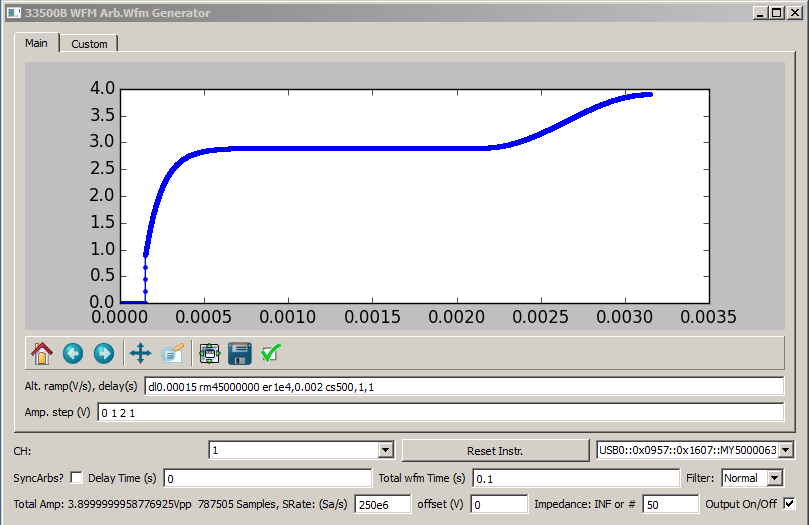 33500B WFM Arb.Wfm Generator
Main Custom
4.0
3.5
3.0
2.5
2.0
1.5
1.0
0.5
0.0
0.0000 0.0005 0.0010 0.0015 0.0020 0.0025 0.0030 0.0035
Alt. ramp(V/s), delay(s) dl0.00015 rm45000000 er1e4,0.002 cs500,1,1
Amp. step (V) 0 1 2 1
CH: 1 Reset Instr. USB0::0x0957::0x1607::MY5000063
SyncArbs? Delay Time (s) 0 Total wfm Time (s) 0.1 Filter: Normal
Total Amp: 3.8999999958776925Vpp 787505 Samples, SRate: (Sa/s) 250e6 offset (V) 0 Impedance: INF or # 50 Output On/Off